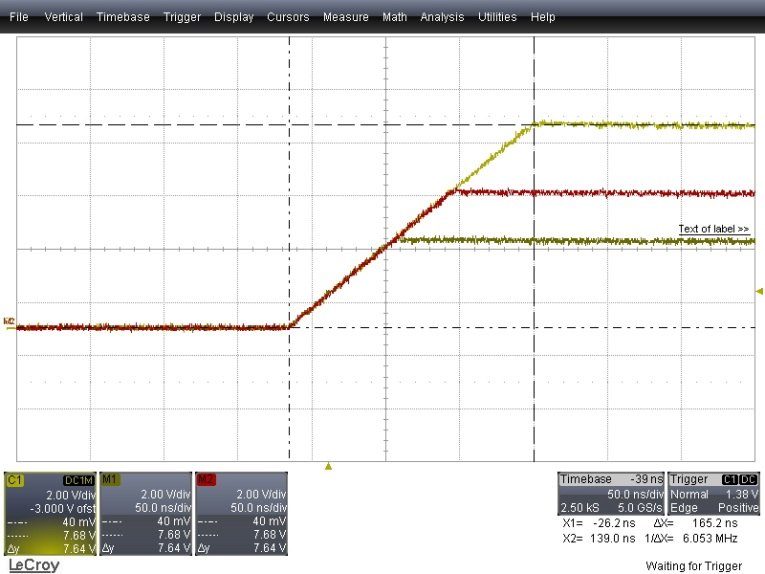 File Vertical Timebase Trigger Display Cursors Measure Math Analysis Utilities Help
Text of label >>
M2
C1 DC1M
2.00 V/div
-3.000 V ofst
40 mV
7.68 V
Δy 7.64 V
M1
2.00 V/div
50.0 ns/div
40 mV
7.68 V
Δy 7.64 V
M2
2.00 V/div
50.0 ns/div
40 mV
7.68 V
Δy 7.64 V
Timebase -39 ns
50.0 ns/div
2.50 kS 5.0 GS/s
Trigger C1 DC
Normal 1.38 V
Edge Positive
X1= -26.2 ns ΔX= 165.2 ns
X2= 139.0 ns 1/ΔX= 6.053 MHz
LeCroy
Waiting for Trigger